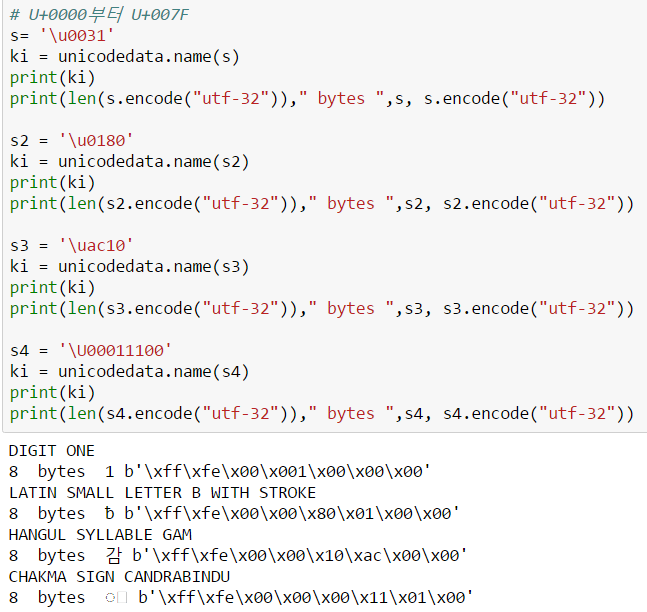 # U+0000부터 U+007F
s= '\u0031'
ki = unicodedata.name(s)
print(ki)
print(len(s.encode("utf-32"))," bytes ",s, s.encode("utf-32"))

s2 = '\u0180'
ki = unicodedata.name(s2)
print(ki)
print(len(s2.encode("utf-32"))," bytes ",s2, s2.encode("utf-32"))

s3 = '\uac10'
ki = unicodedata.name(s3)
print(ki)
print(len(s3.encode("utf-32"))," bytes ",s3, s3.encode("utf-32"))

s4 = '\U00011100'
ki = unicodedata.name(s4)
print(ki)
print(len(s4.encode("utf-32"))," bytes ",s4, s4.encode("utf-32"))

DIGIT ONE
8  bytes  1 b'\xff\xfe\x00\x001\x00\x00\x00'
LATIN SMALL LETTER B WITH STROKE
8  bytes  ƀ b'\xff\xfe\x00\x00\x80\x01\x00\x00'
HANGUL SYLLABLE GAM
8  bytes  감 b'\xff\xfe\x00\x00\x10\xac\x00\x00'
CHAKMA SIGN CANDRABINDU
8  bytes  b'\xff\xfe\x00\x00\x00\x11\x01\x00'